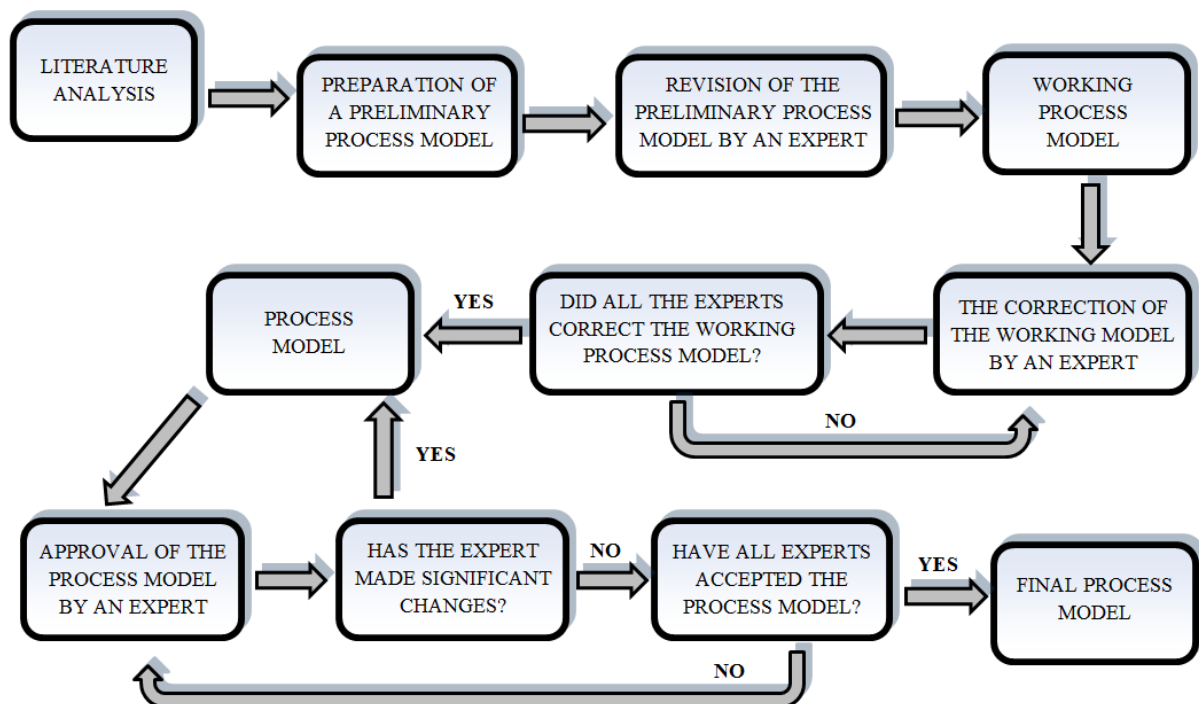 LITERATURE
ANALYSIS
PREPARATION OF
A PRELIMINARY
PROCESS MODEL
REVISION OF THE
PRELIMINARY PROCESS
MODEL BY AN EXPERT
WORKING
PROCESS
MODEL
THE CORRECTION OF
THE WORKING MODEL
BY AN EXPERT
DID ALL THE EXPERTS
CORRECT THE WORKING
PROCESS MODEL?
NO
YES
PROCESS
MODEL
APPROVAL OF THE
PROCESS MODEL
BY AN EXPERT
HAS THE EXPERT
MADE SIGNIFICANT
CHANGES?
YES
NO
HAVE ALL EXPERTS
ACCEPTED THE
PROCESS MODEL?
NO
YES
FINAL PROCESS
MODEL